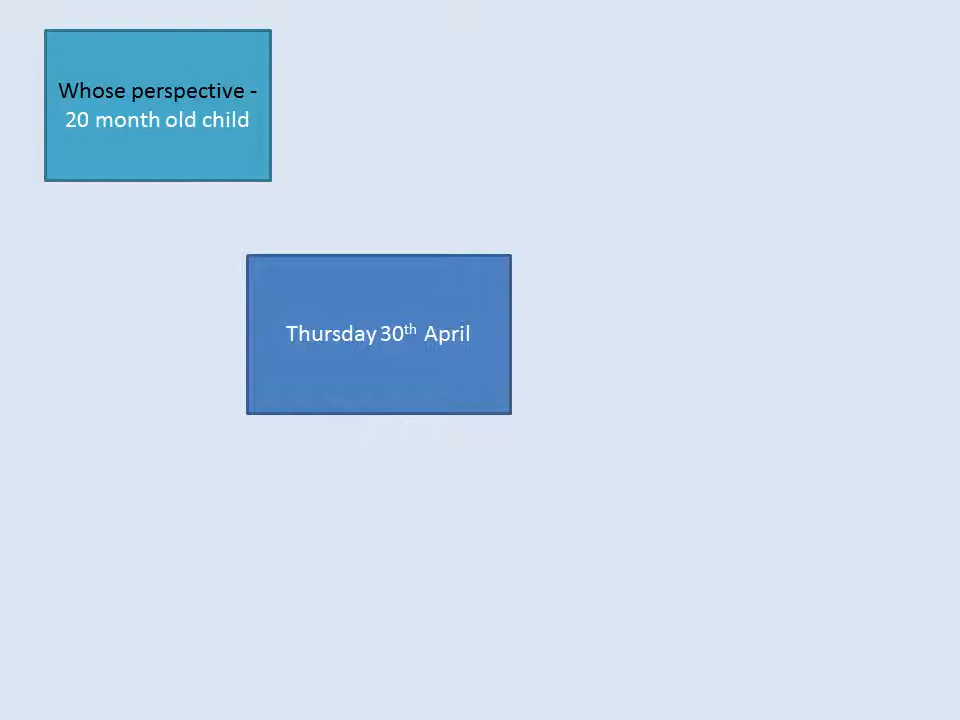 Whose perspective -
20 month old child
Thursday 30th April